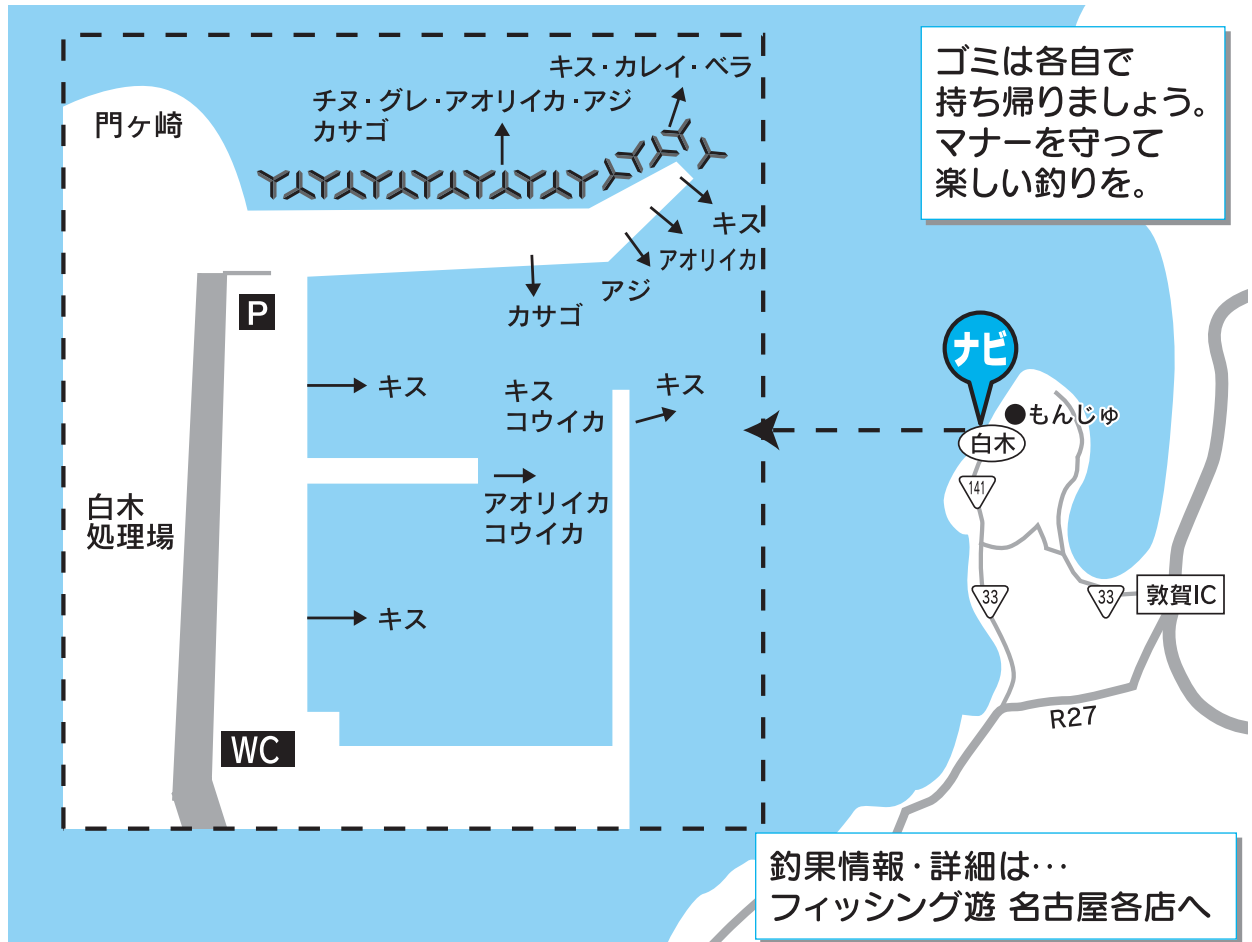 ゴミは各自で
持ち帰りましょう。
マナーを守って
楽しい釣りを。
キス・カレイ・ベラ
チヌ・グレ・アオリイカ・アジ
カサゴ
門ヶ崎
キス
アオリイカ
アジ
カサゴ
P
キス
キス
コウイカ
キス
アオリイカ
コウイカ
白木
処理場
キス
WC
ナビ
もんじゅ
白木
141
33
33
敦賀IC
R27
釣果情報・詳細は…
フィッシング遊 名古屋各店へ